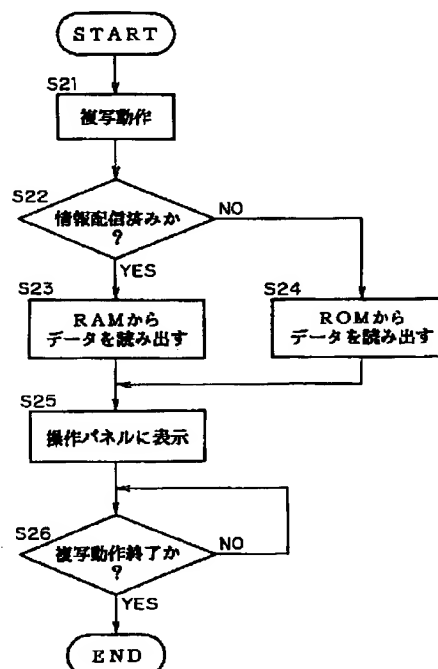 START
S21
複写動作
S22
情報配信済みか
?
NO
YES
S23
RAMから
データを読み出す
S24
ROMから
データを読み出す
S25
操作パネルに表示
S26
複写動作終了か
?
NO
YES
END